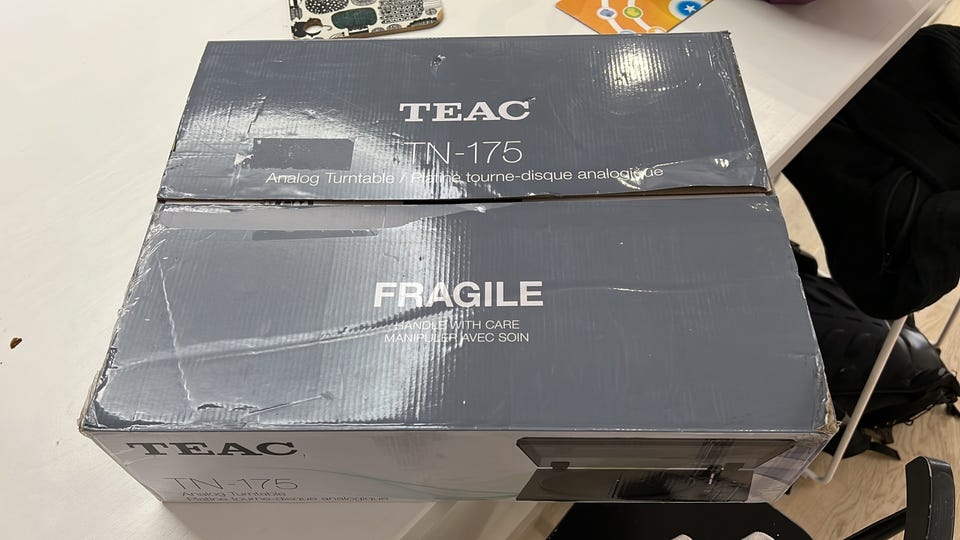 TEAC
TN-175
Analog Turntable / Platine tourne-disque analogique
FRAGILE
HANDLE WITH CARE
MANIPULER AVEC SOIN
TEAC
TN-175
Analog Turntable
Platine tourne-disque analogique